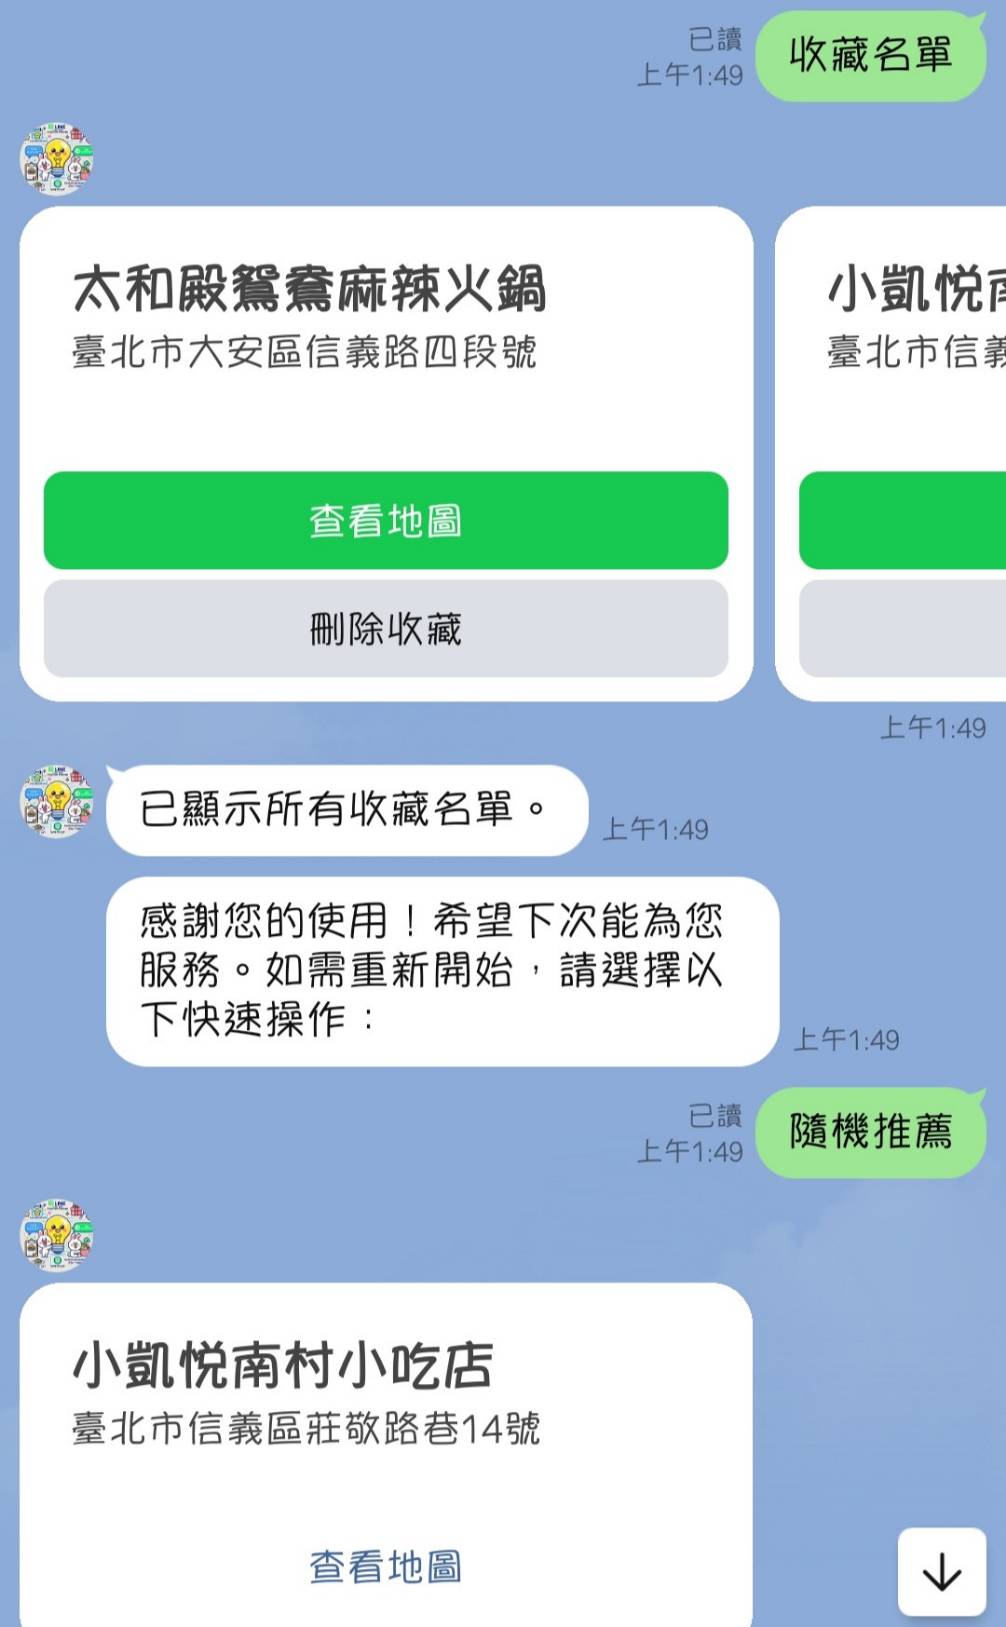 已讀
上午1:49
收藏名單
太和殿鴛鴦麻辣火鍋
臺北市大安區信義路四段號
查看地圖
刪除收藏
小凱悦南
臺北市信義
上午1:49
已顯示所有收藏名單。
上午1:49
感謝您的使用！希望下次能為您
服務。如需重新開始，請選擇以
下快速操作：
上午1:49
已讀
上午1:49
隨機推薦
小凱悦南村小吃店
臺北市信義區莊敬路巷14號
查看地圖